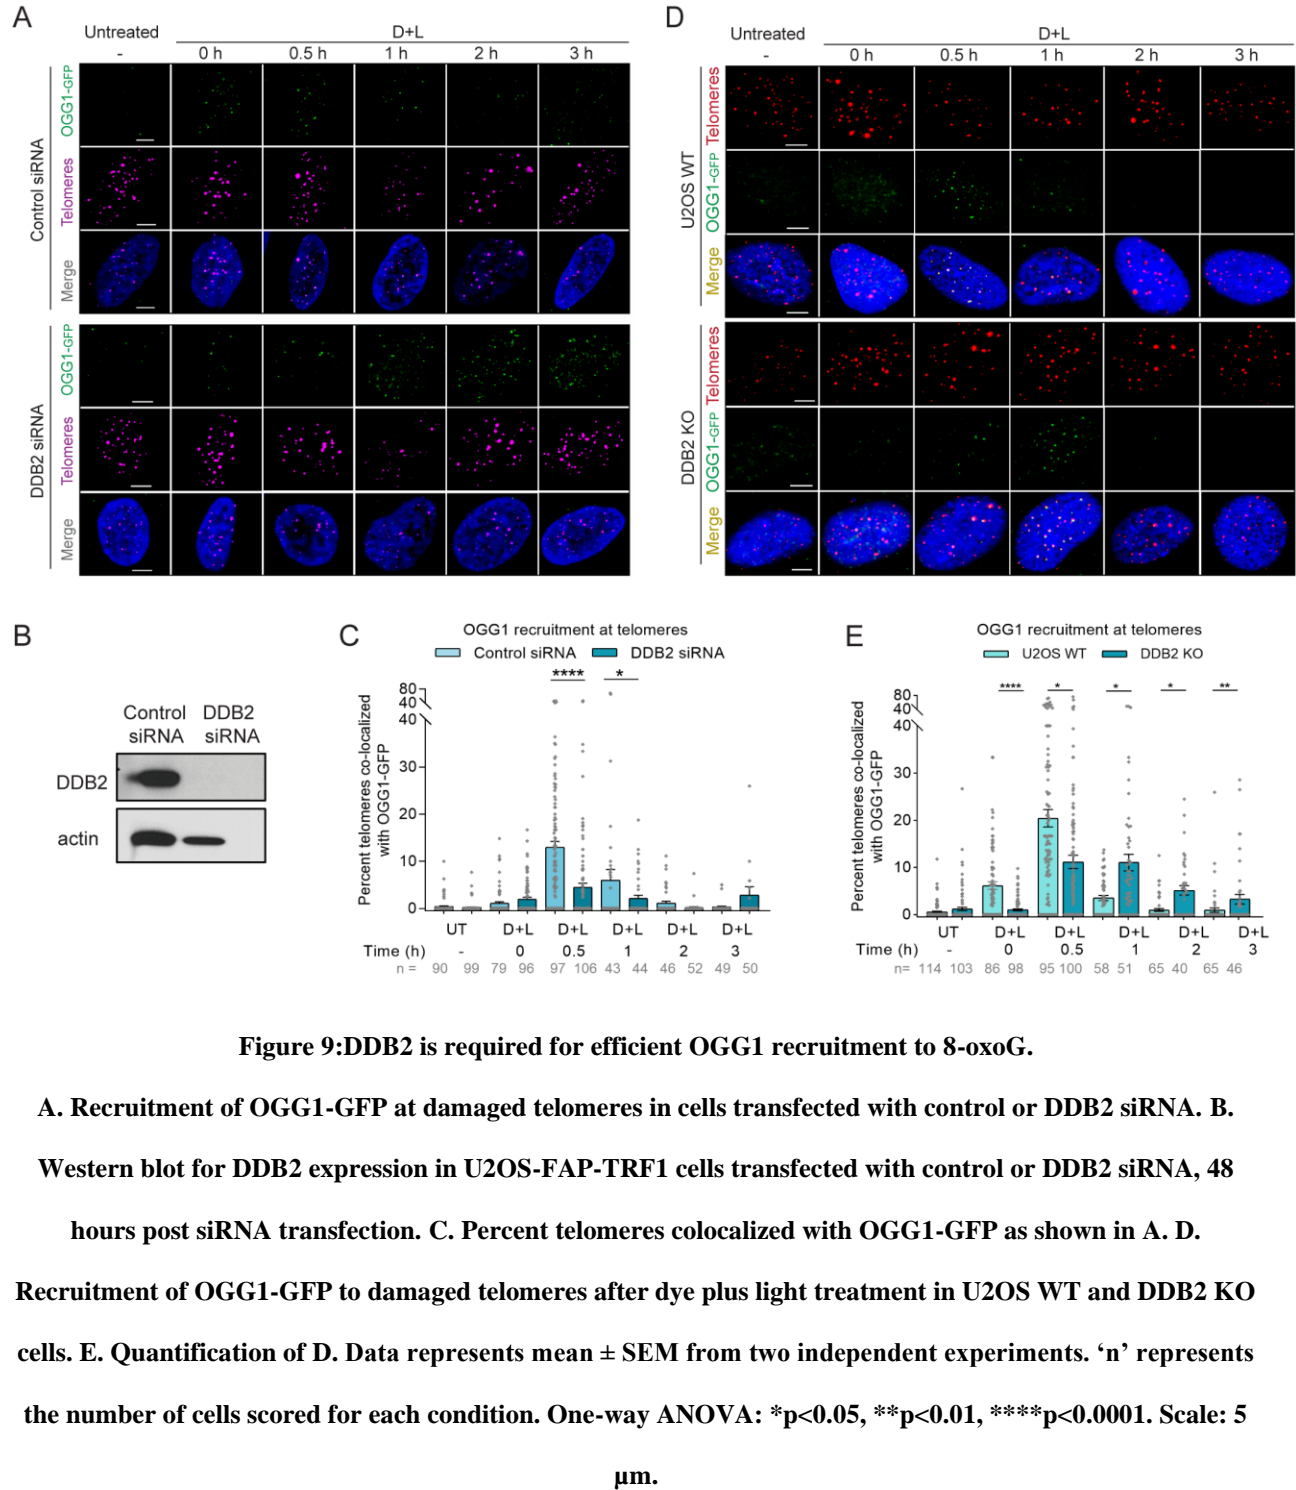 A
Untreated
D+L
-
0 h
0.5 h
1 h
2 h
3 h
Control siRNA
OGG1-GFP
Telomeres
Merge
DDB2 siRNA
OGG1-GFP
Telomeres
Merge
D
Untreated
D+L
-
0 h
0.5 h
1 h
2 h
3 h
U2OS WT
Telomeres
OGG1-GFP
Merge
DDB2 KO
Telomeres
OGG1-GFP
Merge
B
Control siRNA
DDB2 siRNA
DDB2
actin
C
OGG1 recruitment at telomeres
Control siRNA
DDB2 siRNA
Percent telomeres co-localized
with OGG1-GFP
80
40
40
30
20
10
0
****
*
UT
D+L
D+L
D+L
D+L
D+L
Time (h)
-
0
0.5
1
2
3
n =
90
99
79
96
97
106
43
44
46
52
49
50
E
OGG1 recruitment at telomeres
U2OS WT
DDB2 KO
Percent telomeres co-localized
with OGG1-GFP
80
40
40
30
20
10
0
****
*
*
*
**
UT
D+L
D+L
D+L
D+L
D+L
Time (h)
-
0
0.5
1
2
3
n=
114
103
86
98
95
100
58
51
65
40
65
46
Figure 9:DDB2 is required for efficient OGG1 recruitment to 8-oxoG.
A. Recruitment of OGG1-GFP at damaged telomeres in cells transfected with control or DDB2 siRNA. B.
Western blot for DDB2 expression in U2OS-FAP-TRF1 cells transfected with control or DDB2 siRNA, 48
hours post siRNA transfection. C. Percent telomeres colocalized with OGG1-GFP as shown in A. D.
Recruitment of OGG1-GFP to damaged telomeres after dye plus light treatment in U2OS WT and DDB2 KO
cells. E. Quantification of D. Data represents mean ± SEM from two independent experiments. ‘n’ represents
the number of cells scored for each condition. One-way ANOVA: *p<0.05, **p<0.01, ****p<0.0001. Scale: 5
µm.